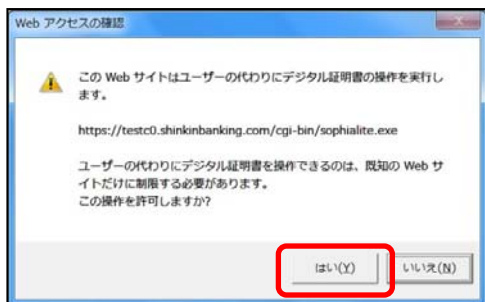 Web アクセスの確認
この Web サイトはユーザーの代わりにデジタル証明書の操作を実行し
ます。
https://testc0.shinkinbanking.com/cgi-bin/sophialite.exe
ユーザーの代わりにデジタル証明書を操作できるのは、既知の Web サ
イトだけに制限する必要があります。
この操作を許可しますか?
はい(Y) いいえ(N)